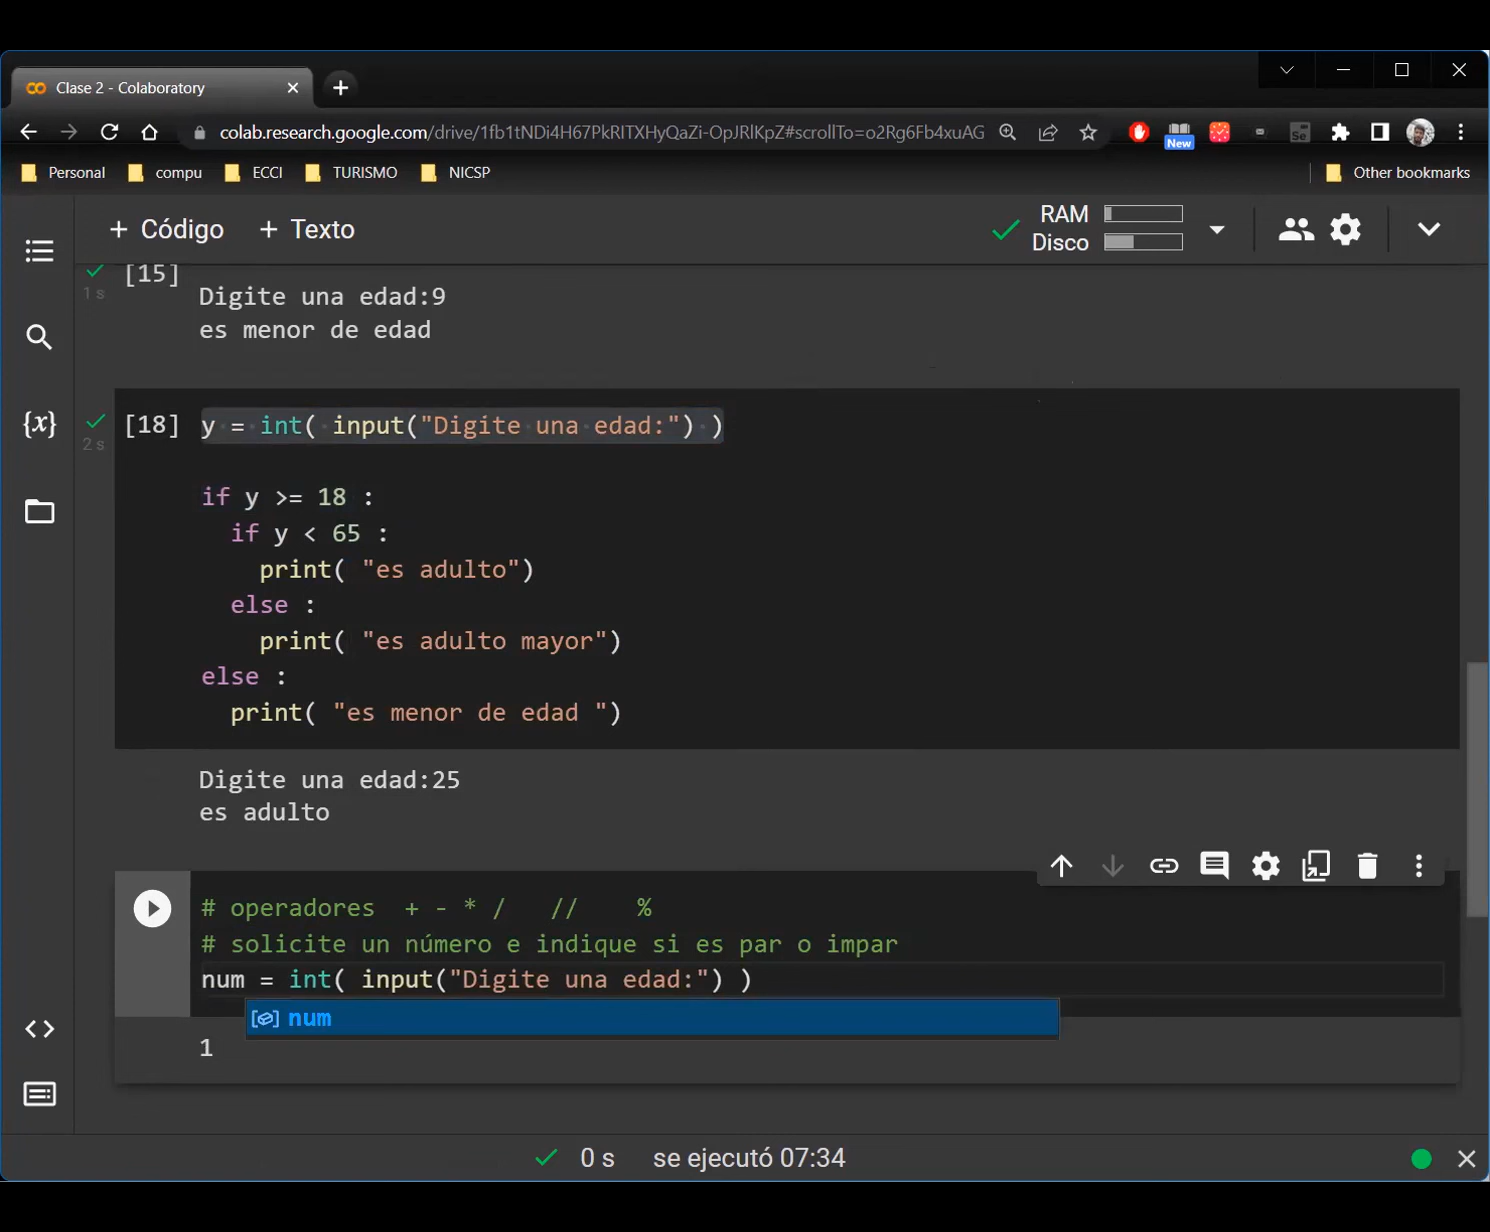 Clase 2 - Colaboratory
colab.research.google.com/drive/1fb1tNDi4H67PkRITXHyQaZi-OpJRlKpZ#scrollTo=o2Rg6Fb4xuAG
Se
New
Personal
compu
ECCI
TURISMO
NICSP
Other bookmarks
+ Código + Texto
RAM
Disco
[15]
1 s
Digite una edad:9
es menor de edad
{x}
[18]
2 s
y = int( input("Digite una edad:") )
if y >= 18 :
if y < 65 :
print( "es adulto")
else :
print( "es adulto mayor")
else :
print( "es menor de edad ")
Digite una edad:25
es adulto
# operadores + - * / // %
# solicite un número e indique si es par o impar
num = int( input("Digite una edad:") )
num
1
0 s se ejecutó 07:34